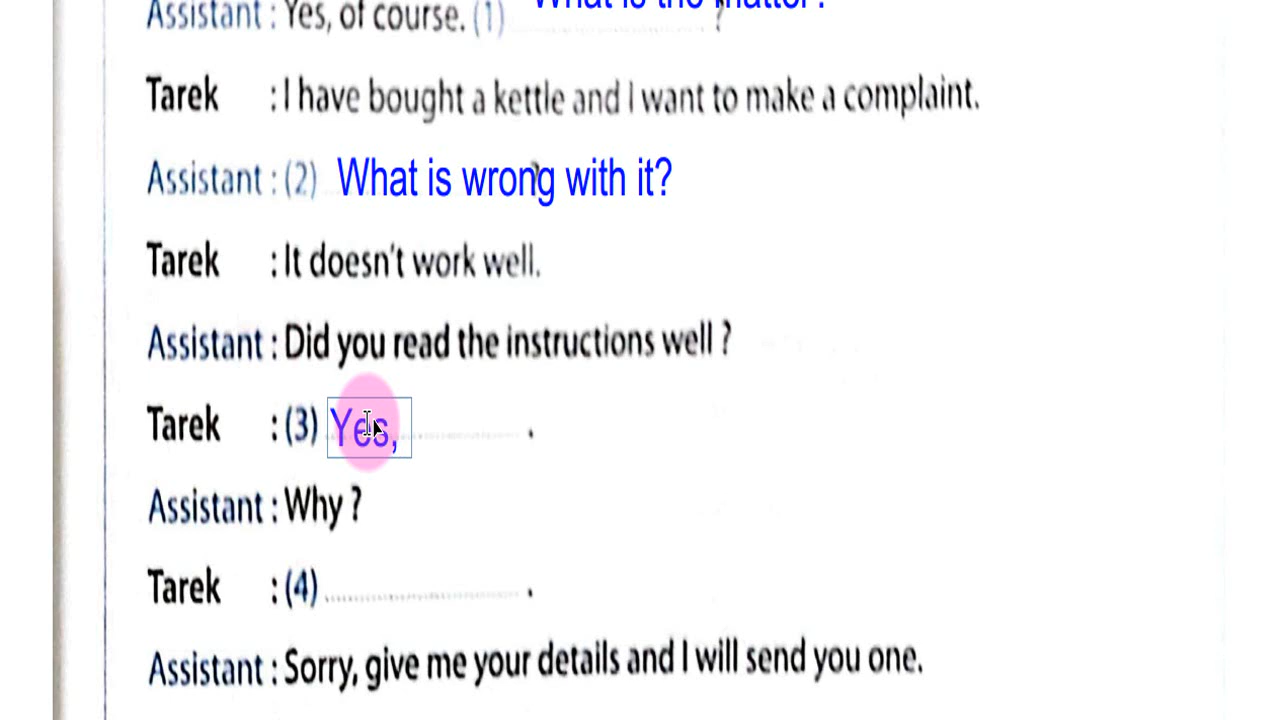 Assistant : Yes, of course. (1) What is the matter? ?
Tarek : I have bought a kettle and I want to make a complaint.
Assistant : (2) What is wrong with it?
Tarek : It doesn't work well.
Assistant : Did you read the instructions well ?
Tarek : (3) Yes, .
Assistant : Why ?
Tarek : (4) .................... .
Assistant : Sorry, give me your details and I will send you one.